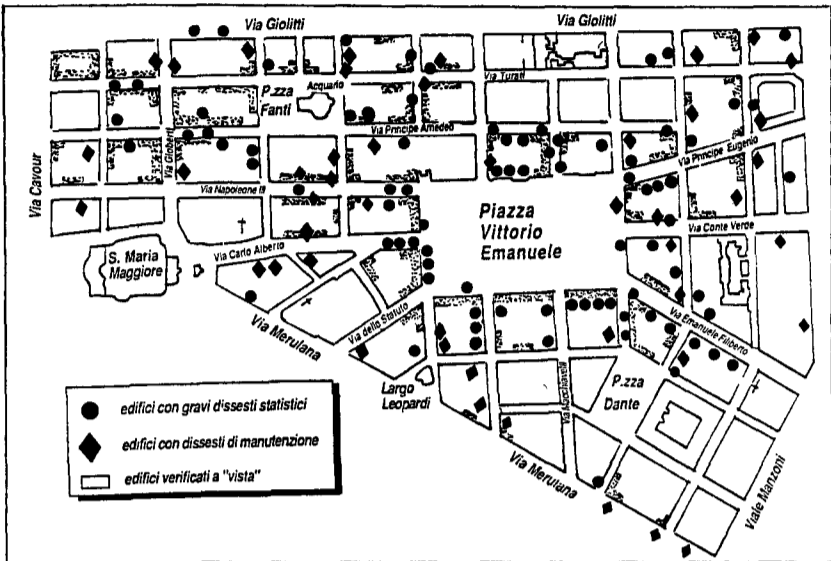 Via Giolitti
Via Giolitti
Via Turati
Acquario
P.zza
Fanti
Via Principe Amedeo
Via Gioberti
Via Principe Eugenio
Via Cavour
Via Napoleone III
Piazza
Vittorio
Emanuele
Via Conte Verde
S. Maria
Maggiore
Via Carlo Alberto
Via dello Statuto
Via Merulana
Via Emanuele Filiberto
Largo
Leopardi
Via Macchiavelli
P.zza
Dante
Via Merulana
Viale Manzoni
edifici con gravi dissesti statistici
edifici con dissesti di manutenzione
edifici verificati a "vista"